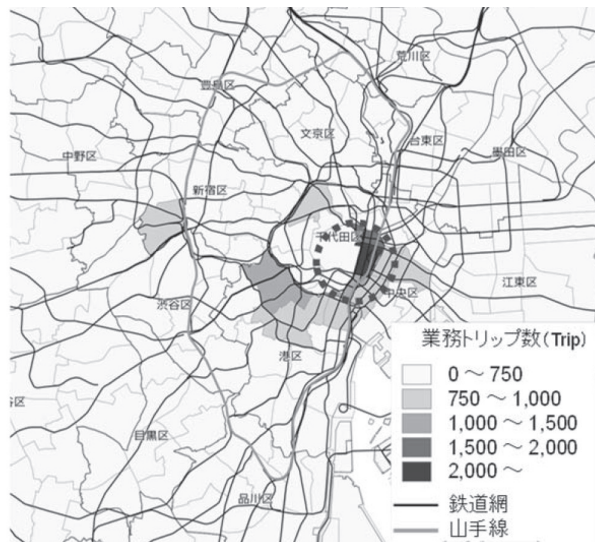 荒川区
豊島区
文京区
台東区
墨田区
中野区
新宿区
千代田区
江東区
中央区
渋谷区
港区
谷区
目黒区
品川区
業務トリップ数(Trip)
0 ～ 750
750 ～ 1,000
1,000 ～ 1,500
1,500 ～ 2,000
2,000 ～
鉄道網
山手線